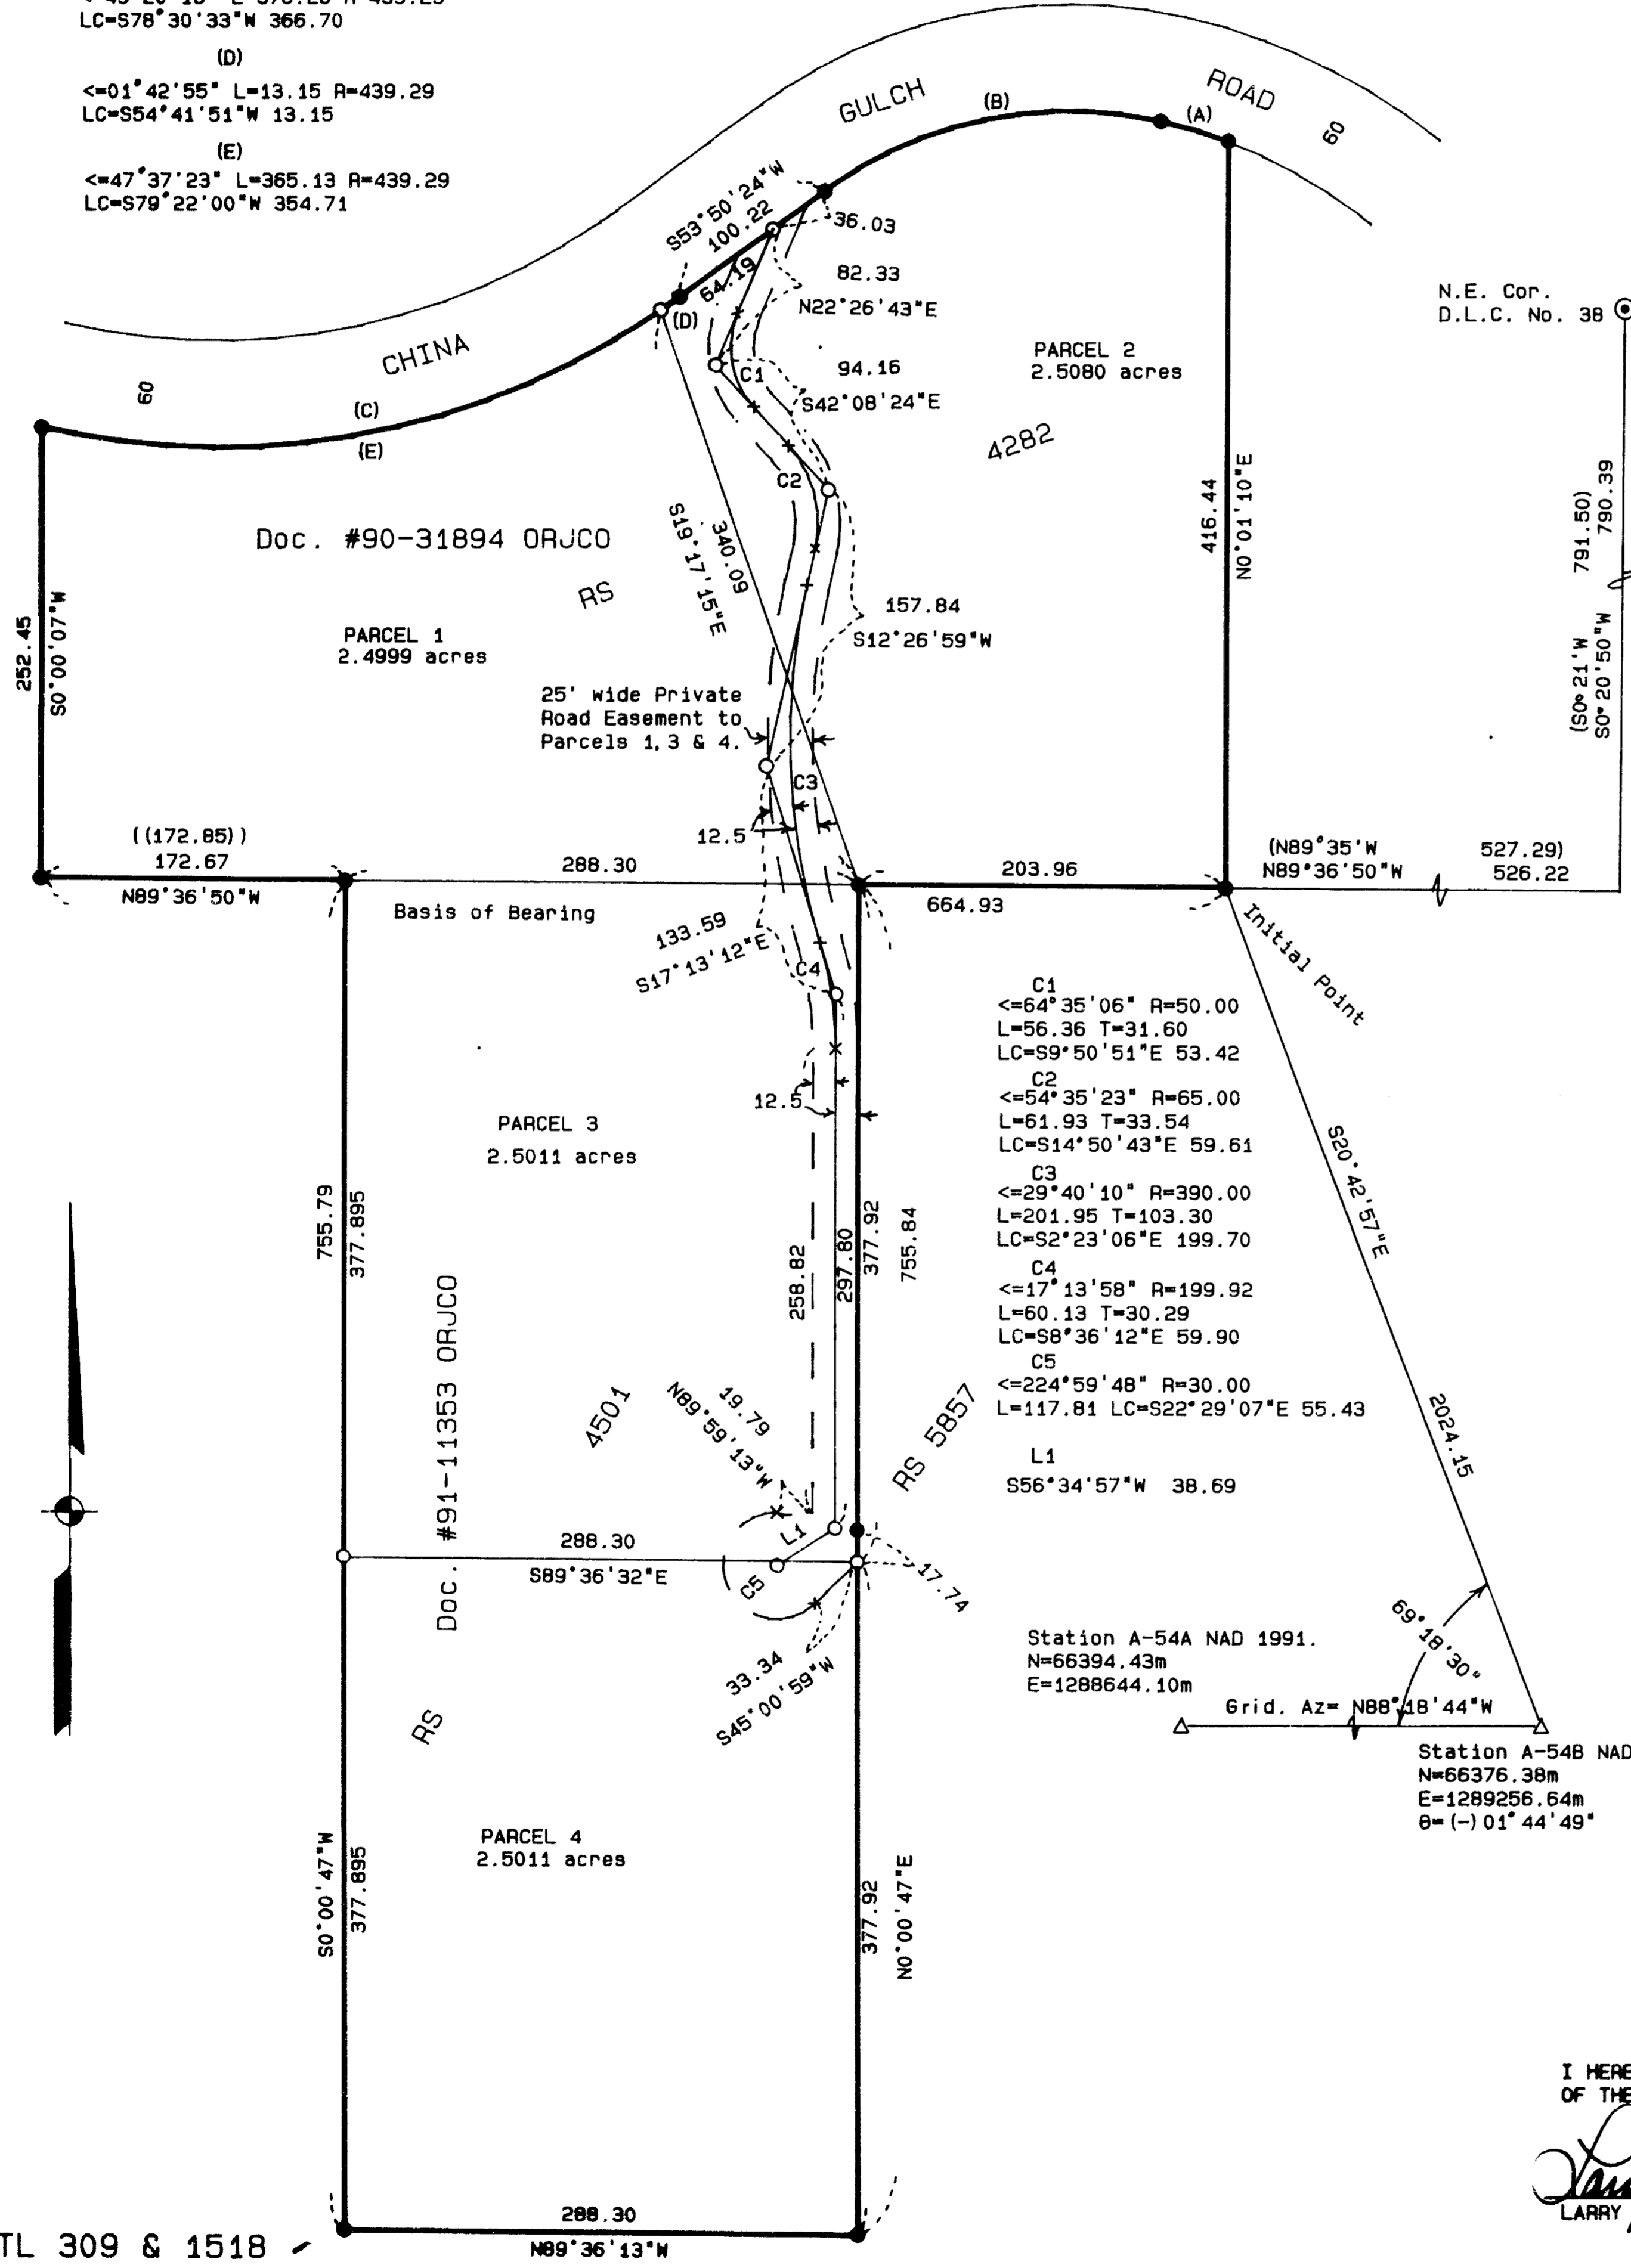 LC=S78°30'33"W 366.70
(D)
<=01°42'55" L=13.15 R=439.29
LC=S54°41'51"W 13.15
(E)
<=47°37'23" L=365.13 R=439.29
LC=S79°22'00"W 354.71
CHINA
GULCH
ROAD
60
60
(A)
(B)
(C)
(E)
(D)
S53°50'24"W
100.22
64.19
36.03
82.33
N22°26'43"E
C1
94.16
S42°08'24"E
C2
PARCEL 2
2.5080 acres
4282
N.E. Cor.
D.L.C. No. 38
791.50)
790.39
(S0°21'W
S0°20'50"W
416.44
N0°01'10"E
Doc. #90-31894 ORJCO
RS
340.09
S19°17'15"E
157.84
S12°26'59"W
252.45
S0°00'07"W
PARCEL 1
2.4999 acres
25' wide Private
Road Easement to
Parcels 1,3 & 4.
C3
12.5
((172.85))
172.67
N89°36'50"W
288.30
Basis of Bearing
203.96
664.93
(N89°35'W 527.29)
N89°36'50"W 526.22
Initial Point
133.59
S17°13'12"E
C4
C1
<=64°35'06" R=50.00
L=56.36 T=31.60
LC=S9°50'51"E 53.42
C2
<=54°35'23" R=65.00
L=61.93 T=33.54
LC=S14°50'43"E 59.61
C3
<=29°40'10" R=390.00
L=201.95 T=103.30
LC=S2°23'06"E 199.70
C4
<=17°13'58" R=199.92
L=60.13 T=30.29
LC=S8°36'12"E 59.90
C5
<=224°59'48" R=30.00
L=117.81 LC=S22°29'07"E 55.43
L1
S56°34'57"W 38.69
12.5
PARCEL 3
2.5011 acres
755.79
377.895
258.82
297.80
377.92
755.84
S20°42'57"E
2024.15
Doc. #91-11353 ORJCO
4501
RS
19.79
N89°59'13"W
RS 5857
L1
C5
288.30
S89°36'32"E
17.74
33.34
S45°00'59"W
69°18'30"
Station A-54A NAD 1991.
N=66394.43m
E=1288644.10m
Grid. Az= N88°18'44"W
Station A-54B NAD
N=66376.38m
E=1289256.64m
θ=(-)01°44'49"
PARCEL 4
2.5011 acres
S0°00'47"W
377.895
377.92
N0°00'47"E
I HERE
OF THE
LARRY
288.30
N89°36'13"W
TL 309 & 1518